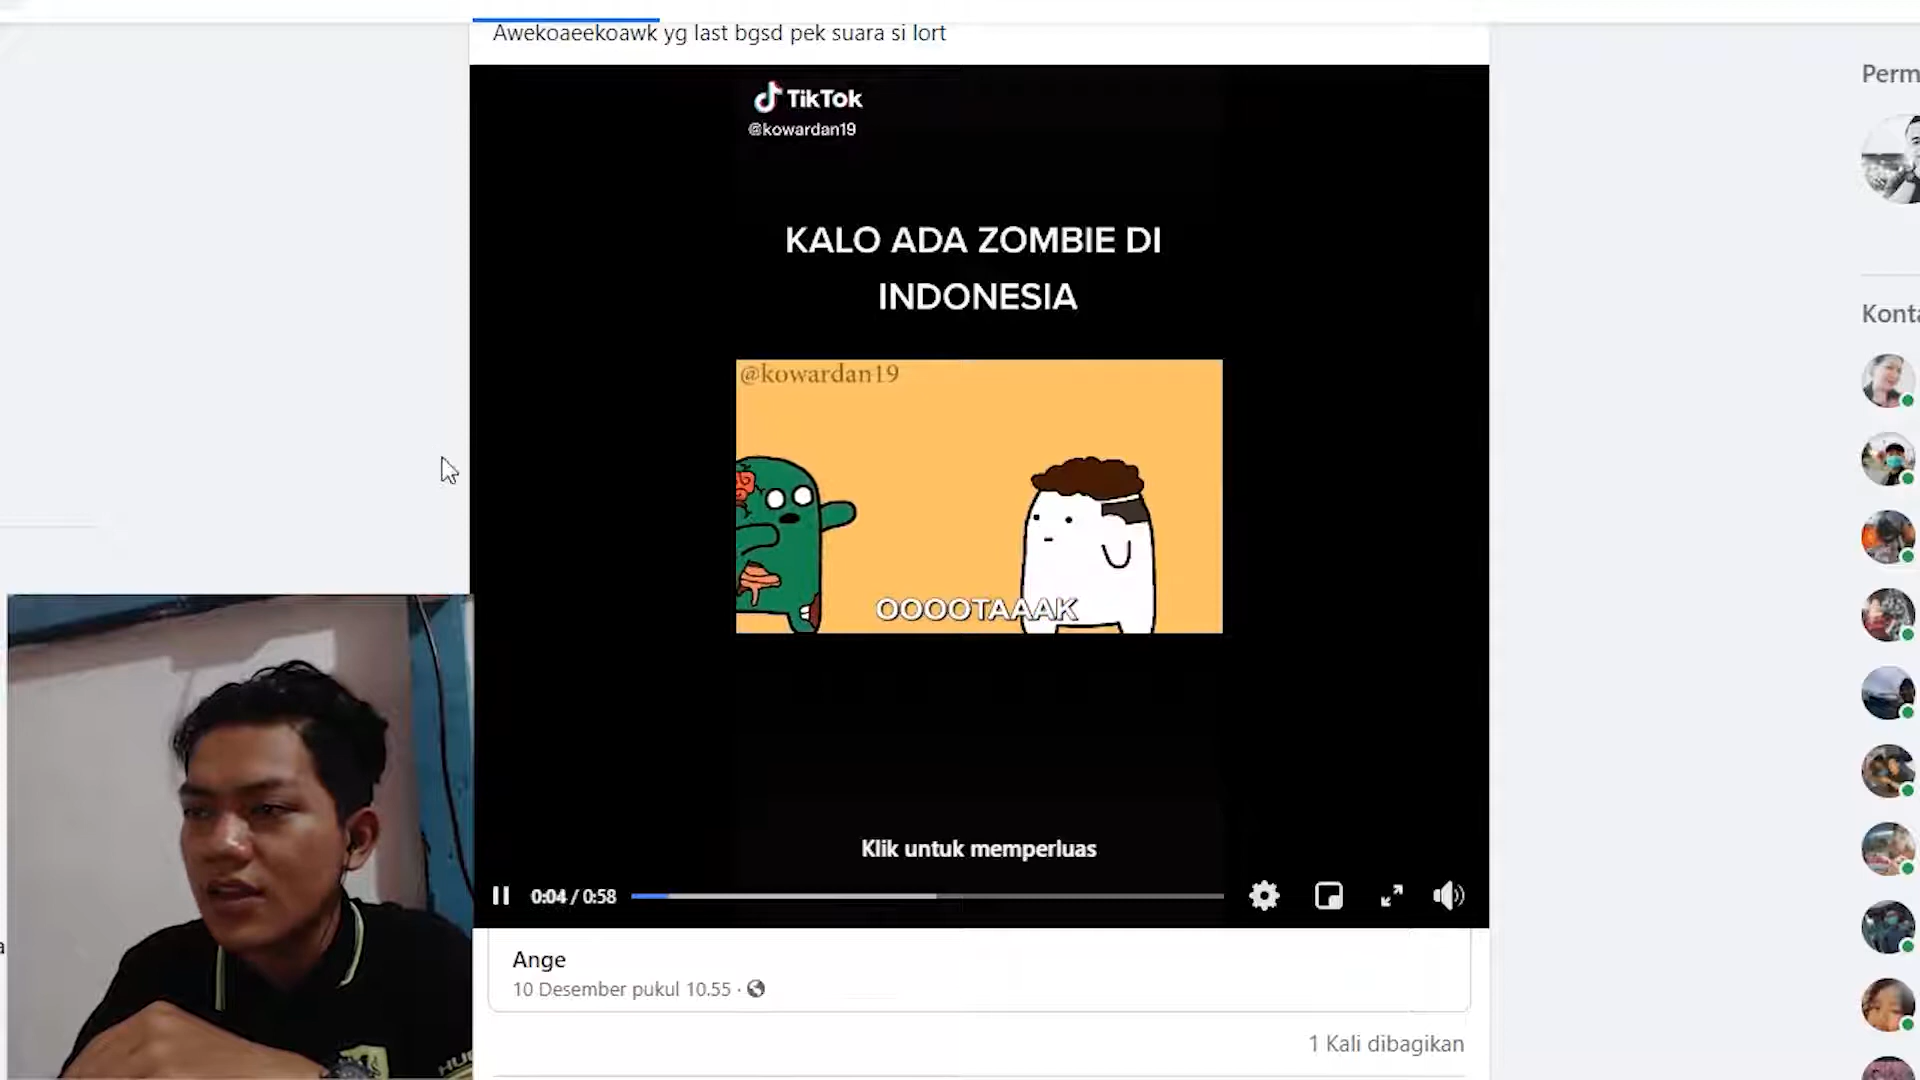 Awekoaeekoawk yg last bgsd pek suara si lort
TikTok
@kowardan19
KALO ADA ZOMBIE DI
INDONESIA
@kowardan19
OOOOTAAAK
Klik untuk memperluas
0:04 / 0:58
Ange
10 Desember pukul 10.55 ·
1 Kali dibagikan
Perm
Konta